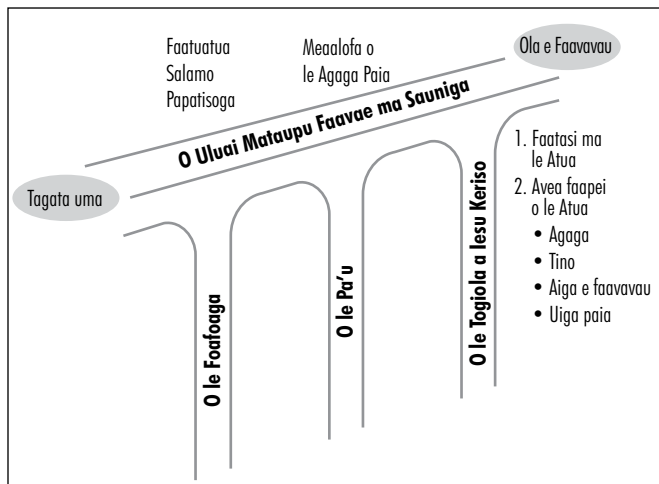 Faatuatua
Salamo
Papatisoga
Meaalofa o
le Agaga Paia
Ola e Faavavau
O Uluai Mataupu Faavae ma Sauniga
Tagata uma
1. Faatasi ma
le Atua
2. Avea faapei
o le Atua
• Agaga
• Tino
• Aiga e faavavau
• Uiga paia
O le Foafoaga
O le Pa’u
O le Togiola a Iesu Keriso